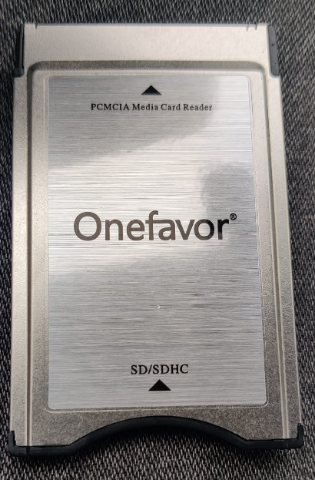 PCMCIA Media Card Reader
Onefavor®
SD/SDHC